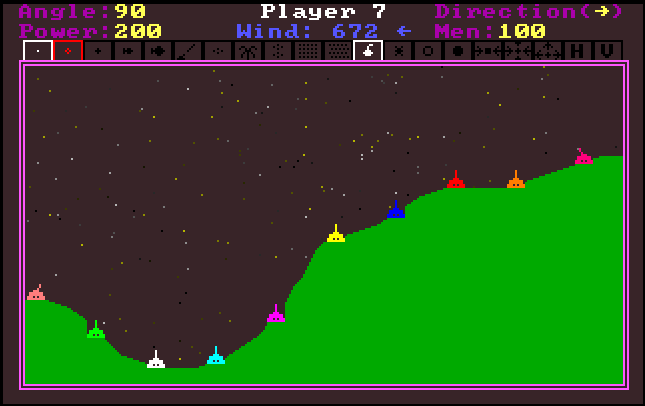 Angle:90 Player 7 Direction(→)
Power:200 Wind: 672 ← Men:100
H V